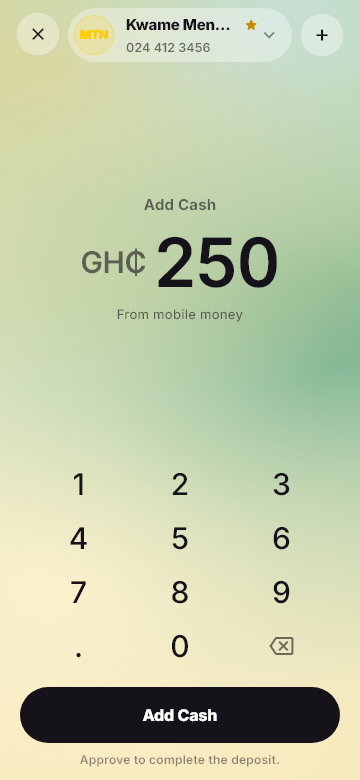 MTN
Kwame Men...
024 412 3456
Add Cash
GH₵ 250
From mobile money
1 2 3
4 5 6
7 8 9
. 0
Add Cash
Approve to complete the deposit.